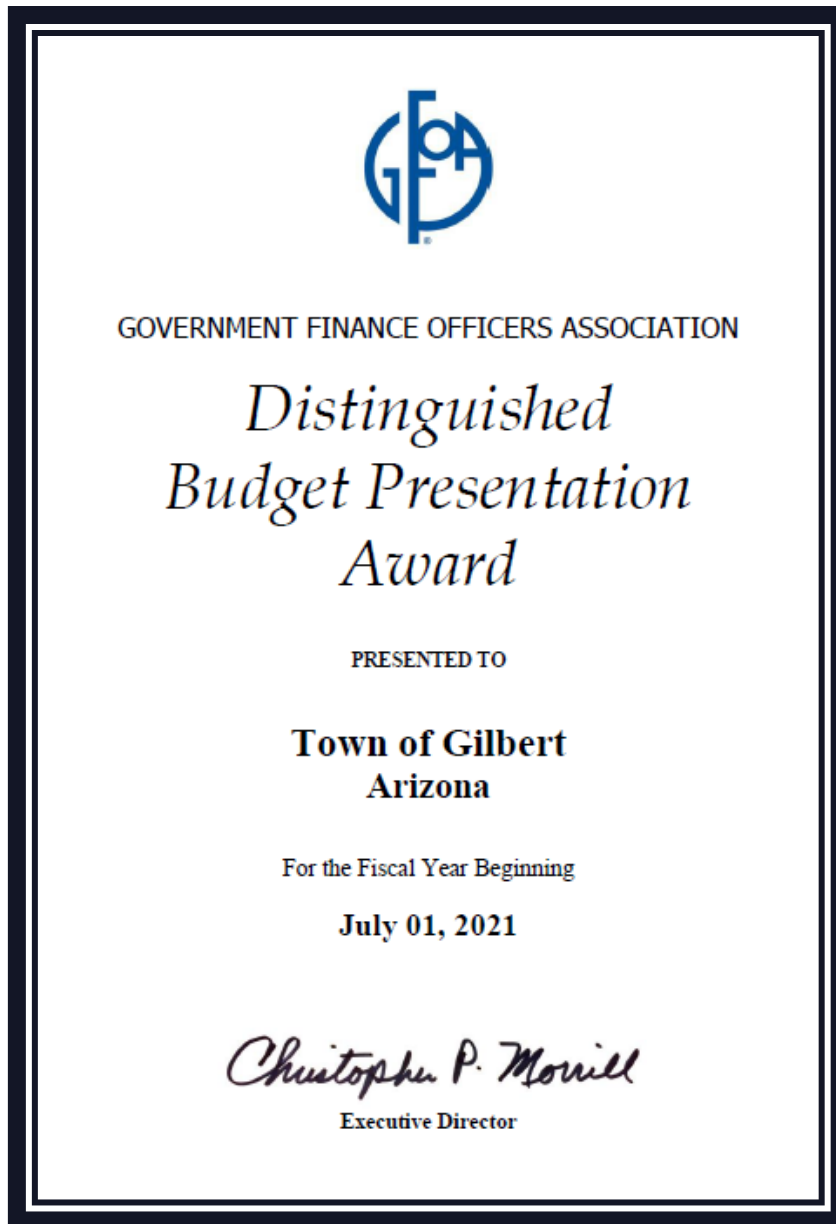 GFOA
®
GOVERNMENT FINANCE OFFICERS ASSOCIATION
Distinguished
Budget Presentation
Award
PRESENTED TO
Town of Gilbert
Arizona
For the Fiscal Year Beginning
July 01, 2021
Christopher P. Morrill
Executive Director